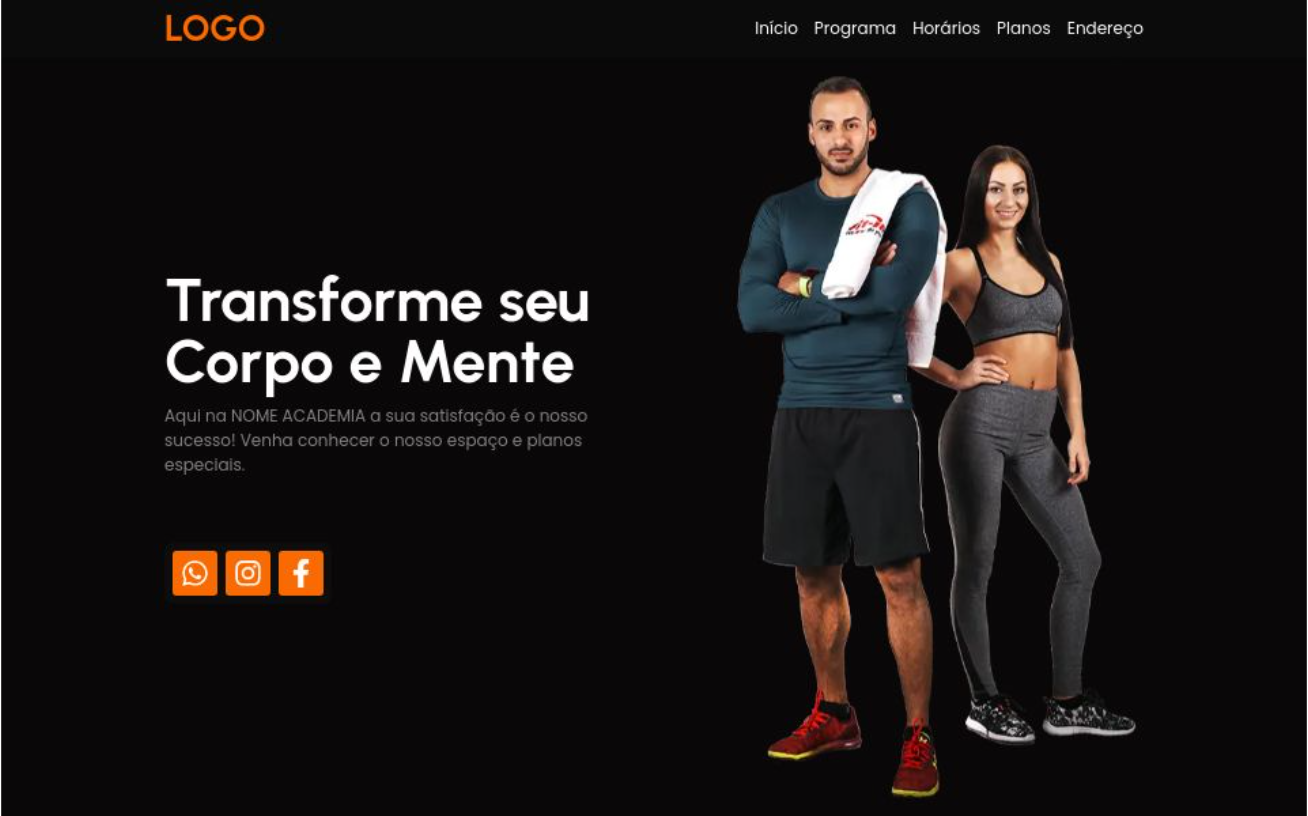 LOGO
Início Programa Horários Planos Endereço
Transforme seu
Corpo e Mente
Aqui na NOME ACADEMIA a sua satisfação é o nosso
sucesso! Venha conhecer o nosso espaço e planos
especiais.